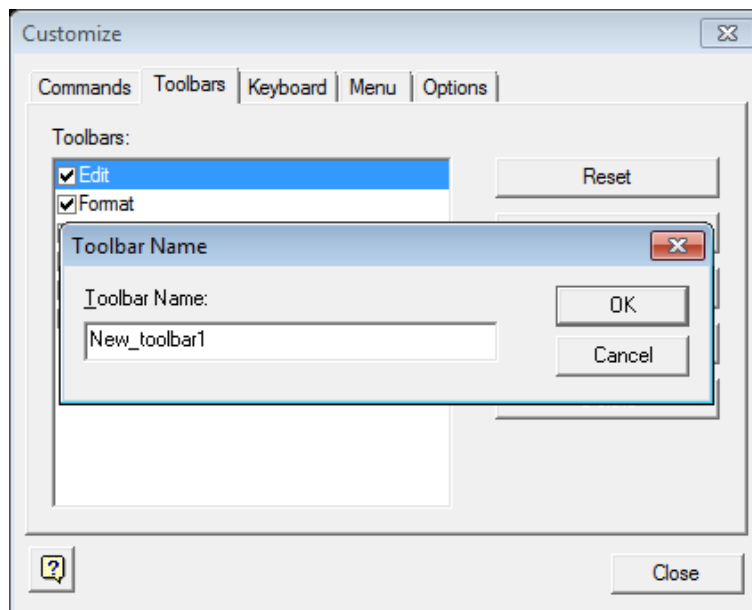 Customize
Commands Toolbars Keyboard Menu Options
Toolbars:
Edit
Reset
Format
Toolbar Name
Toolbar Name:
OK
New_toolbar1
Cancel
Close